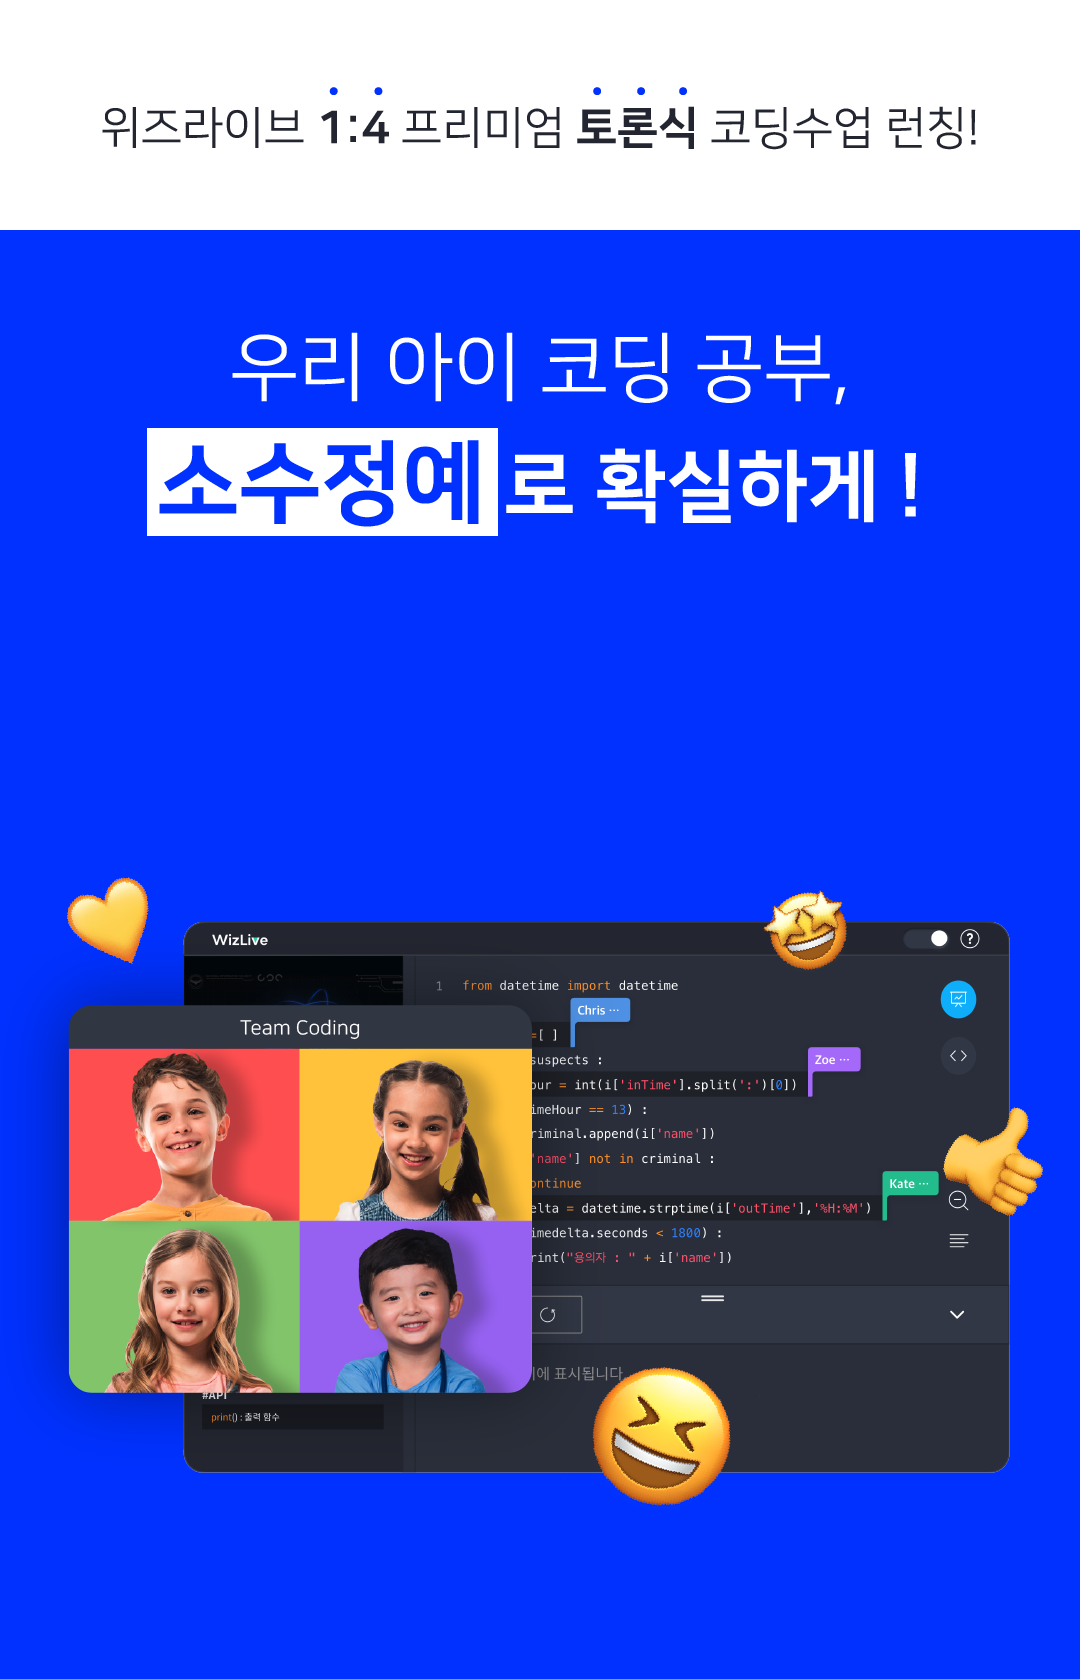 위즈라이브 1:4 프리미엄 토론식 코딩수업 런칭!
우리 아이 코딩 공부,
소수정예로 확실하게 !
WizLive
?
1 from datetime import datetime
Chris ···
=[ ]
suspects :
Zoe ···
our = int(i['inTime'].split(':')[0])
imeHour == 13) :
riminal.append(i['name'])
'name'] not in criminal :
ontinue
Kate ···
elta = datetime.strptime(i['outTime'],'%H:%M')
imedelta.seconds < 1800) :
rint("용의자 : " + i['name'])
Team Coding
에 표시됩니다
#API
print() : 출력 함수